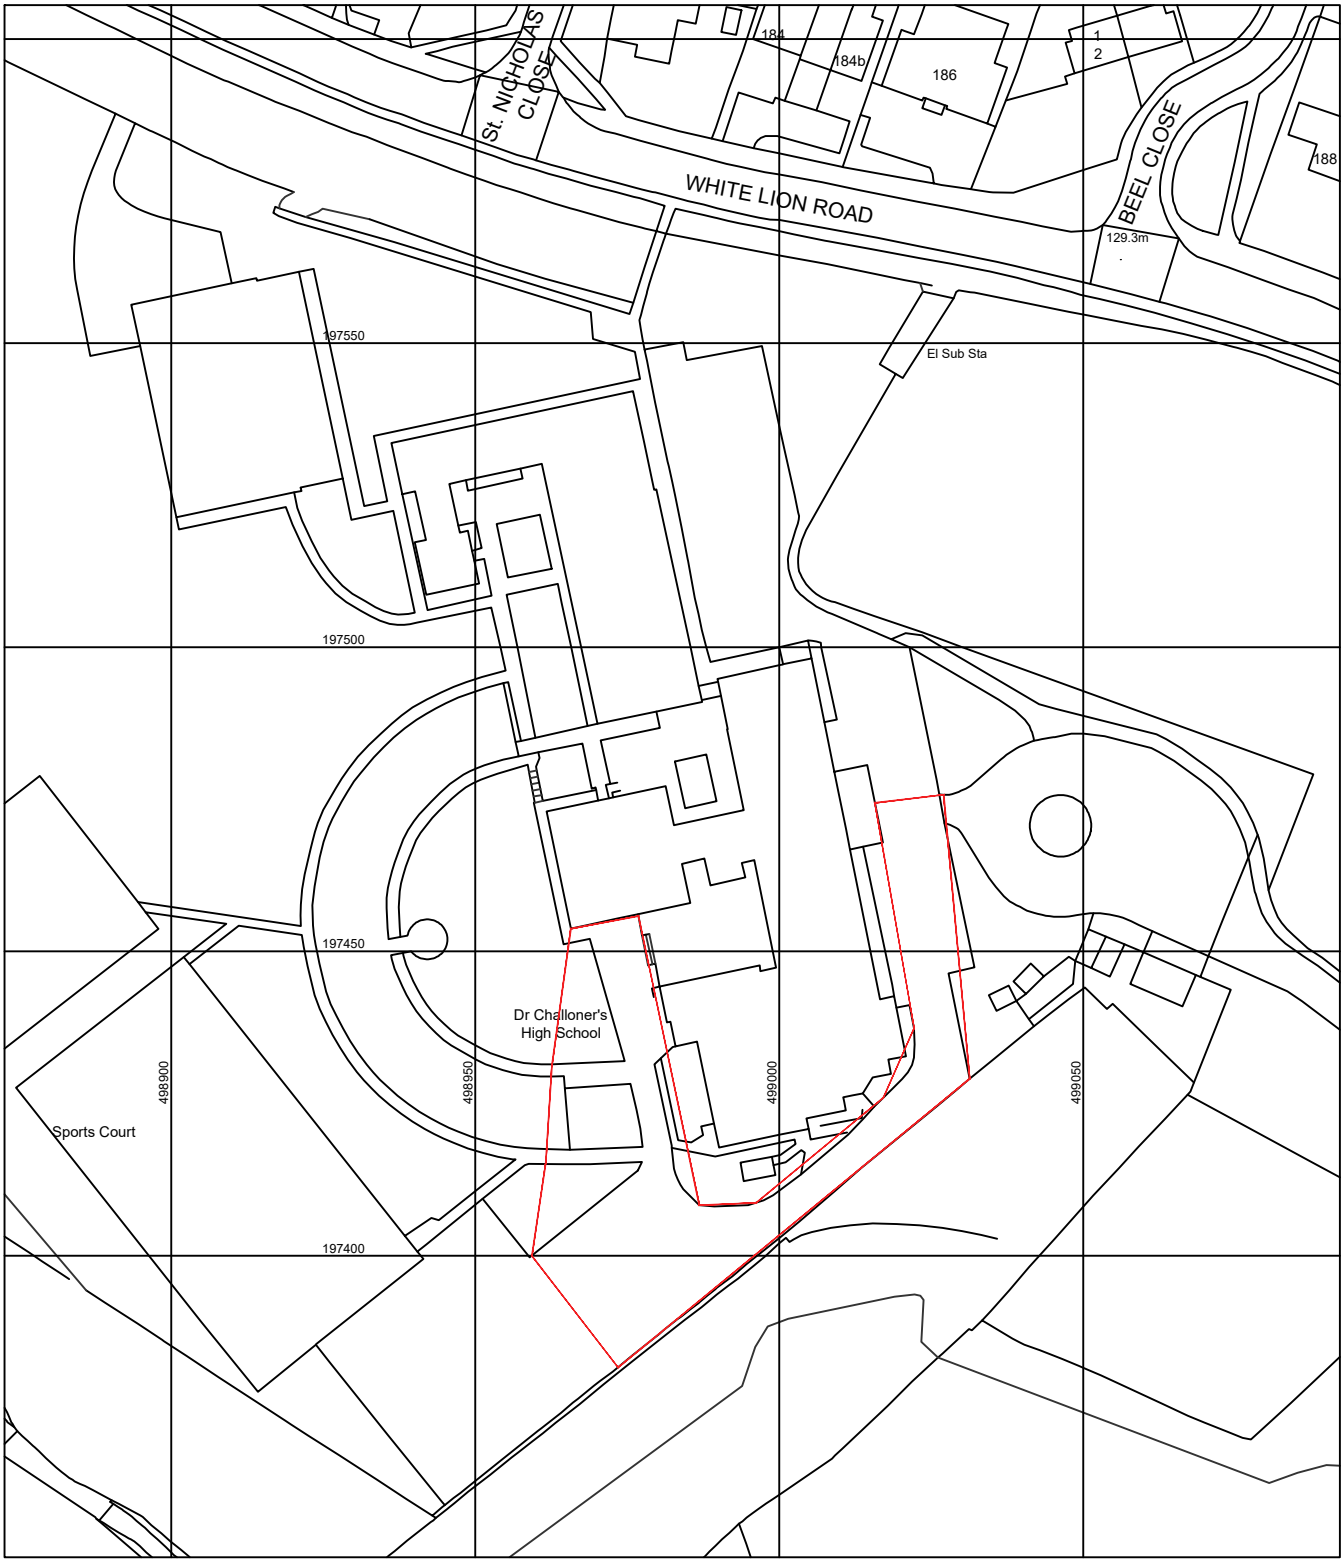 St. NICHOLAS
CLOSE
184
184b
186
1
2
BEEL CLOSE
188
WHITE LION ROAD
129.3m
197550
El Sub Sta
197500
197450
Dr Challoner's
High School
498900
498950
499000
499050
Sports Court
197400